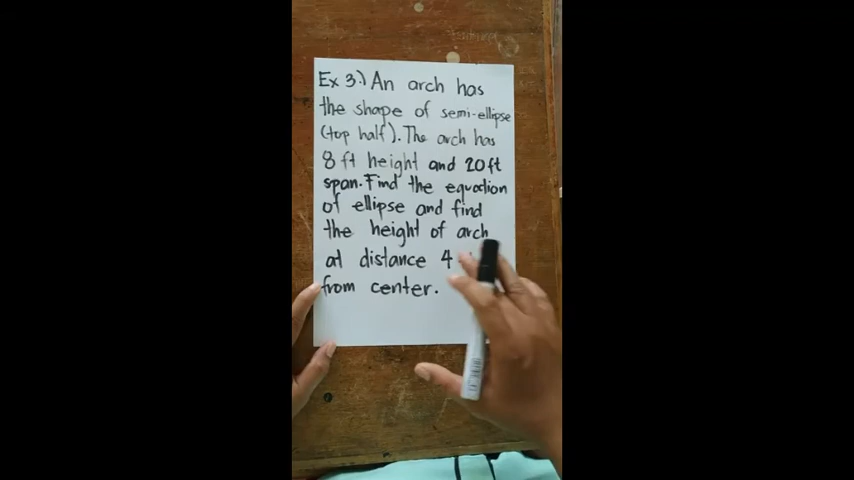 Ex 3.) An arch has
the shape of semi-ellipse
(top half). The arch has
8 ft height and 20 ft
span. Find the equation
of ellipse and find
the height of arch
at distance 4
from center.